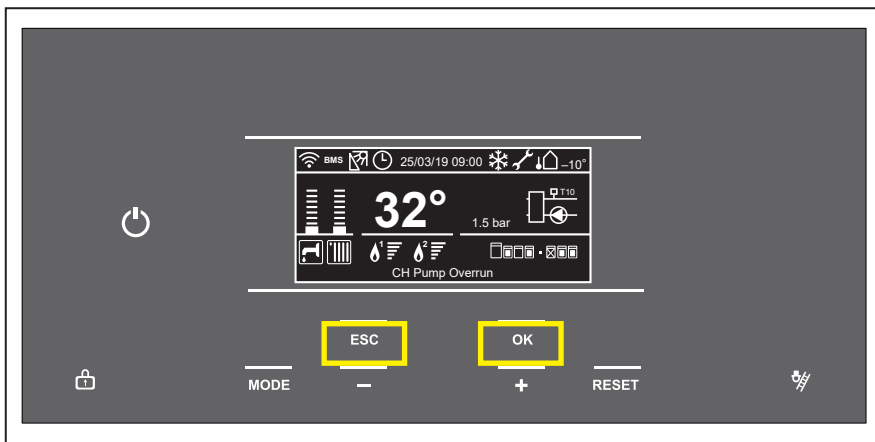 BMS 25/03/19 09:00 –10°
32°
T10
1.5 bar
1 2
CH Pump Overrun
ESC OK
MODE – + RESET